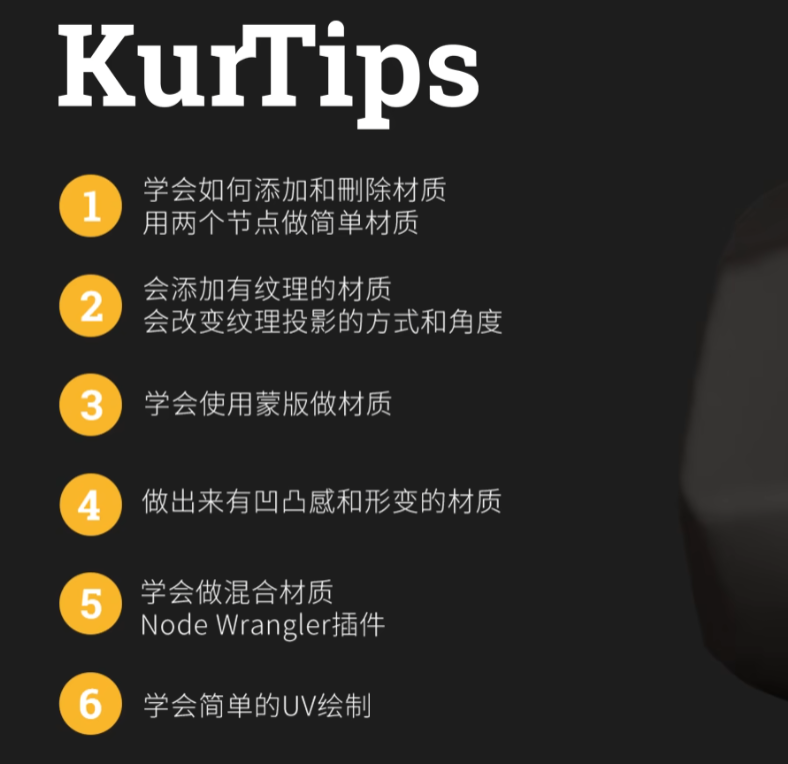 KurTips
1
学会如何添加和删除材质
用两个节点做简单材质
2
会添加有纹理的材质
会改变纹理投影的方式和角度
3
学会使用蒙版做材质
4
做出来有凹凸感和形变的材质
5
学会做混合材质
Node Wrangler插件
6
学会简单的UV绘制